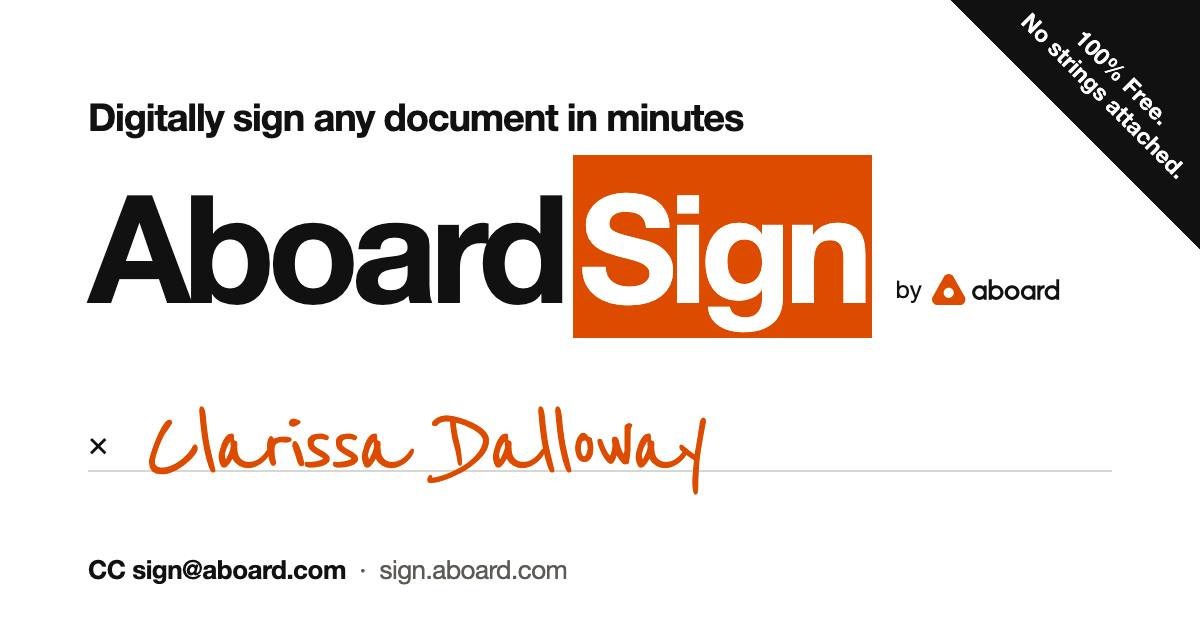 100% Free.
No strings attached.
Digitally sign any document in minutes
AboardSign by aboard
× Clarissa Dalloway
CC sign@aboard.com · sign.aboard.com